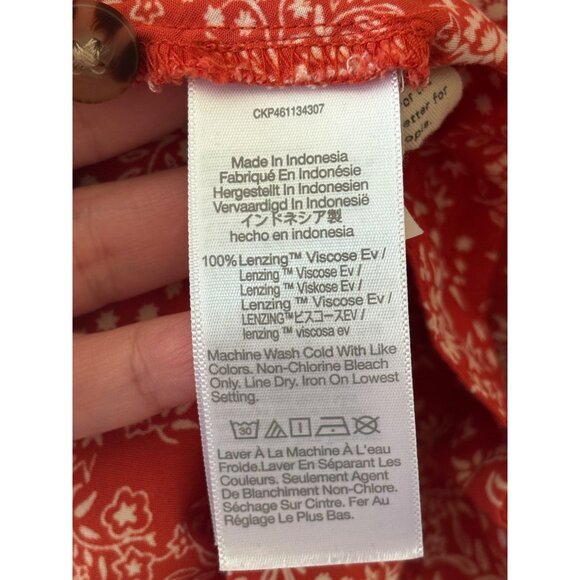 CKP461134307
Made In Indonesia
Fabriqué En Indonésie
Hergestellt In Indonesien
Vervaardigd In Indonesië
インドネシア製
hecho en indonesia
100%Lenzing™ Viscose Ev /
Lenzing ™ Viscose Ev /
Lenzing ™ Viskose Ev /
Lenzing ™ Viscose Ev /
LENZING™ビスコースEV /
lenzing ™ viscosa ev
Machine Wash Cold With Like
Colors. Non-Chlorine Bleach
Only. Line Dry. Iron On Lowest
Setting.
30
Laver À La Machine À L'eau
Froide.Laver En Séparant Les
Couleurs. Seulement Agent
De Blanchiment Non-Chlore.
Séchage Sur Cintre. Fer Au
Réglage Le Plus Bas.
etter for